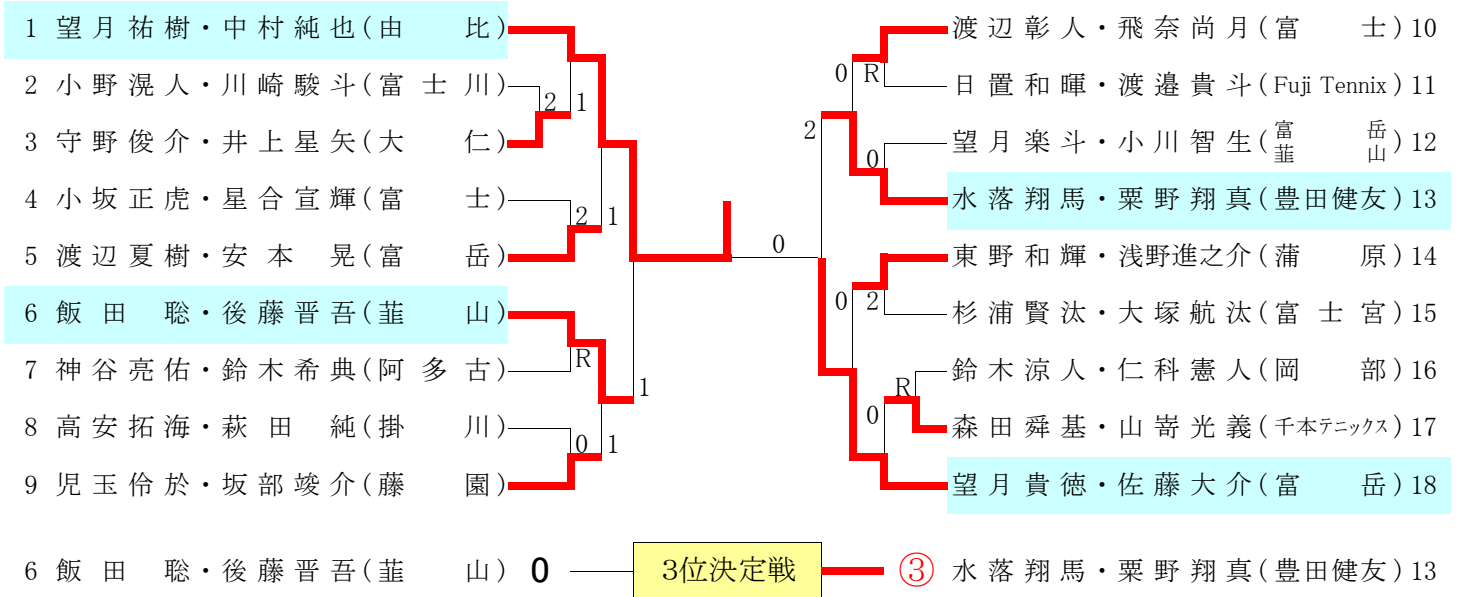 1 望月祐樹・中村純也(由比)
2 小野滉人・川崎駿斗(富士川)
2 1
3 守野俊介・井上星矢(大仁)
4 小坂正虎・星合宣輝(富士)
2 1
5 渡辺夏樹・安本晃(富岳)
6 飯田聡・後藤晋吾(韮山)
R
7 神谷亮佑・鈴木希典(阿多古)
1
8 高安拓海・萩田純(掛川)
0 1
9 児玉伶於・坂部竣介(藤園)
0
渡辺彰人・飛奈尚月(富士)10
0 R
日置和暉・渡邉貴斗(Fuji Tennix)11
2
望月楽斗・小川智生(富岳韮山)12
0
水落翔馬・粟野翔真(豊田健友)13
東野和輝・浅野進之介(蒲原)14
0 2
杉浦賢汰・大塚航汰(富士宮)15
鈴木涼人・仁科憲人(岡部)16
R
0
森田舜基・山嵜光義(千本テニックス)17
望月貴徳・佐藤大介(富岳)18
6 飯田聡・後藤晋吾(韮山) 0 3位決定戦 ③ 水落翔馬・粟野翔真(豊田健友)13